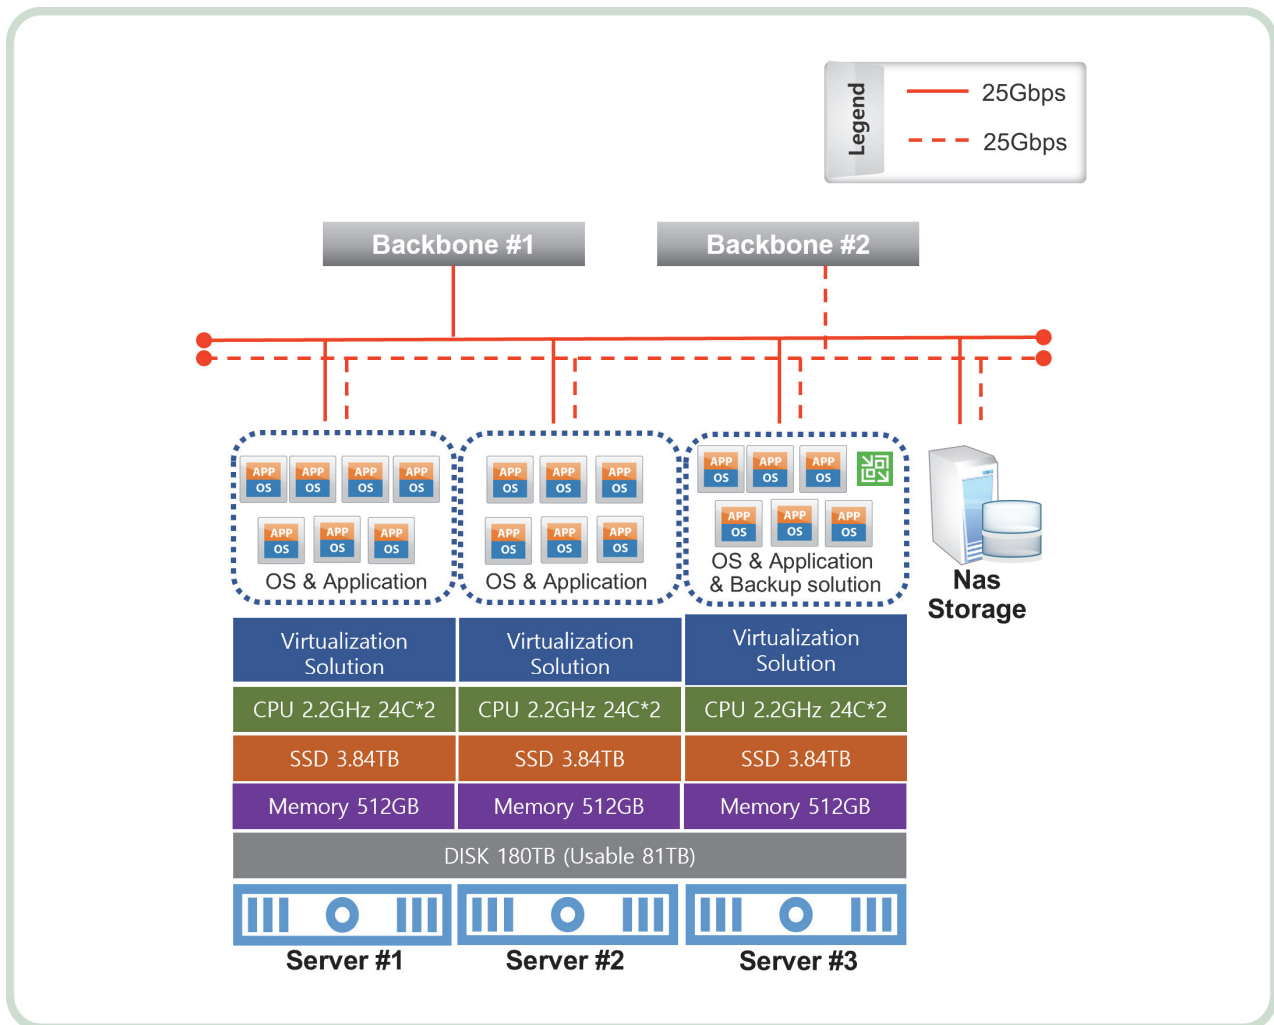 Legend
25Gbps
25Gbps
Backbone #1
Backbone #2
APP OS
APP OS
APP OS
APP OS
APP OS
APP OS
APP OS
OS & Application
APP OS
APP OS
APP OS
APP OS
APP OS
APP OS
OS & Application
APP OS
APP OS
APP OS
APP OS
APP OS
APP OS
OS & Application
& Backup solution
Nas
Storage
Virtualization
Solution
Virtualization
Solution
Virtualization
Solution
CPU 2.2GHz 24C*2
CPU 2.2GHz 24C*2
CPU 2.2GHz 24C*2
SSD 3.84TB
SSD 3.84TB
SSD 3.84TB
Memory 512GB
Memory 512GB
Memory 512GB
DISK 180TB (Usable 81TB)
Server #1
Server #2
Server #3